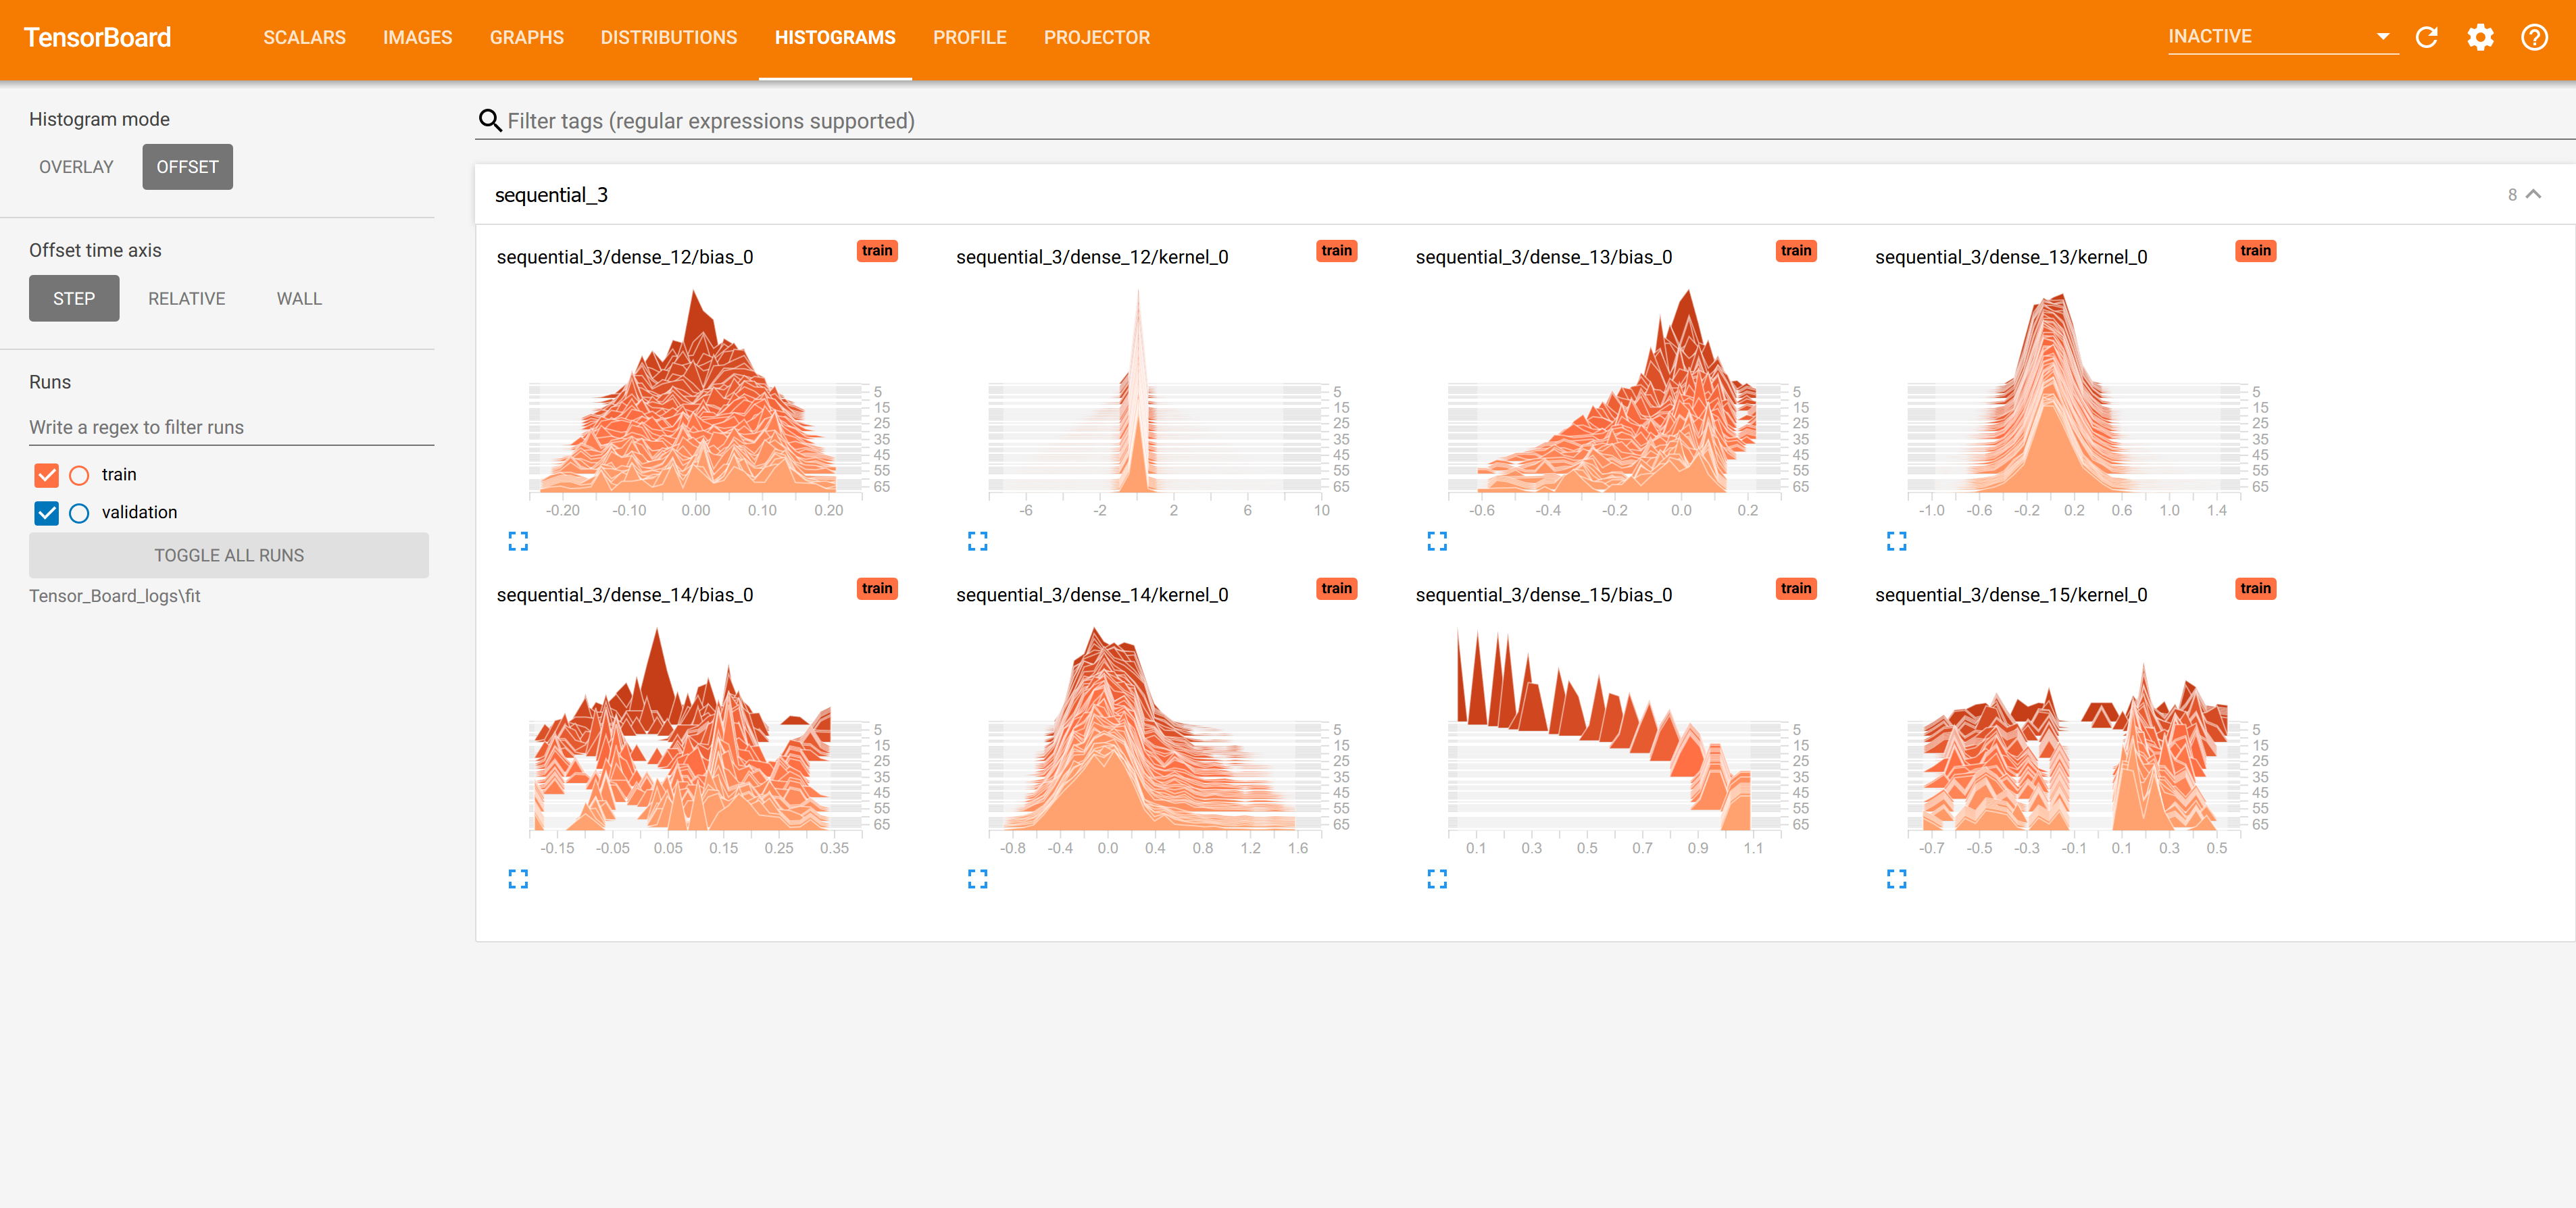 TensorBoard
SCALARS IMAGES GRAPHS DISTRIBUTIONS HISTOGRAMS PROFILE PROJECTOR
INACTIVE
Histogram mode
OVERLAY OFFSET
Offset time axis
STEP RELATIVE WALL
Runs
Write a regex to filter runs
train
validation
TOGGLE ALL RUNS
Tensor_Board_logs\fit
Filter tags (regular expressions supported)
sequential_3
8
sequential_3/dense_12/bias_0 train
5
15
25
35
45
55
65
-0.20 -0.10 0.00 0.10 0.20
sequential_3/dense_12/kernel_0 train
5
15
25
35
45
55
65
-6 -2 2 6 10
sequential_3/dense_13/bias_0 train
5
15
25
35
45
55
65
-0.6 -0.4 -0.2 0.0 0.2
sequential_3/dense_13/kernel_0 train
5
15
25
35
45
55
65
-1.0 -0.6 -0.2 0.2 0.6 1.0 1.4
sequential_3/dense_14/bias_0 train
5
15
25
35
45
55
65
-0.15 -0.05 0.05 0.15 0.25 0.35
sequential_3/dense_14/kernel_0 train
5
15
25
35
45
55
65
-0.8 -0.4 0.0 0.4 0.8 1.2 1.6
sequential_3/dense_15/bias_0 train
5
15
25
35
45
55
65
0.1 0.3 0.5 0.7 0.9 1.1
sequential_3/dense_15/kernel_0 train
5
15
25
35
45
55
65
-0.7 -0.5 -0.3 -0.1 0.1 0.3 0.5